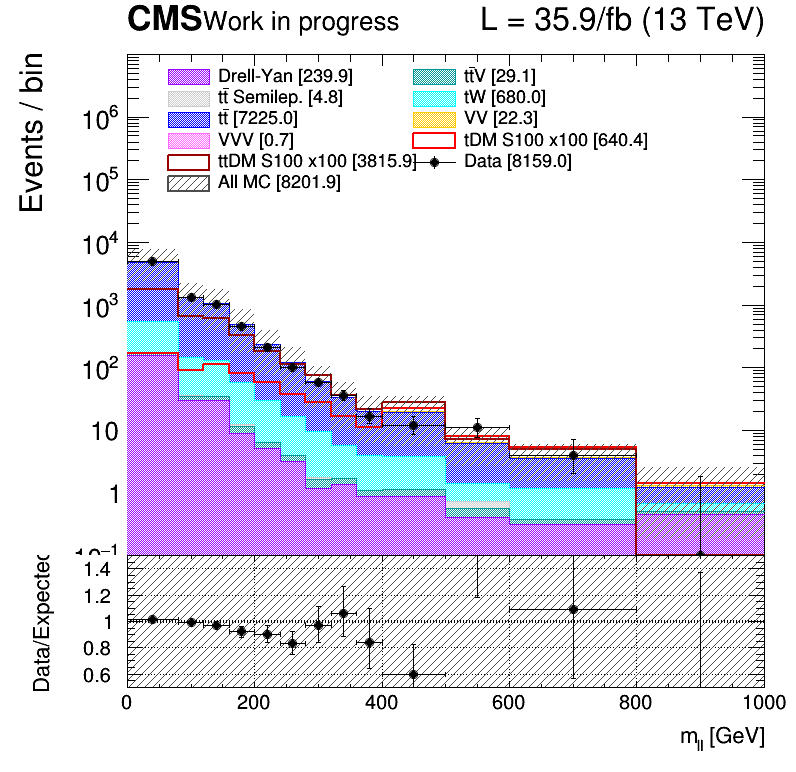 CMS Work in progress L = 35.9/fb (13 TeV)
Events / bin
Drell-Yan [239.9] tt̄V [29.1]
tt̄ Semilep. [4.8] tW [680.0]
tt̄ [7225.0] VV [22.3]
VVV [0.7] tDM S100 x100 [640.4]
ttDM S100 x100 [3815.9] Data [8159.0]
All MC [8201.9]
10⁶
10⁵
10⁴
10³
10²
10
1
10⁻¹
Data/Expected
1.4
1.2
1
0.8
0.6
0 200 400 600 800 1000
m_ll [GeV]